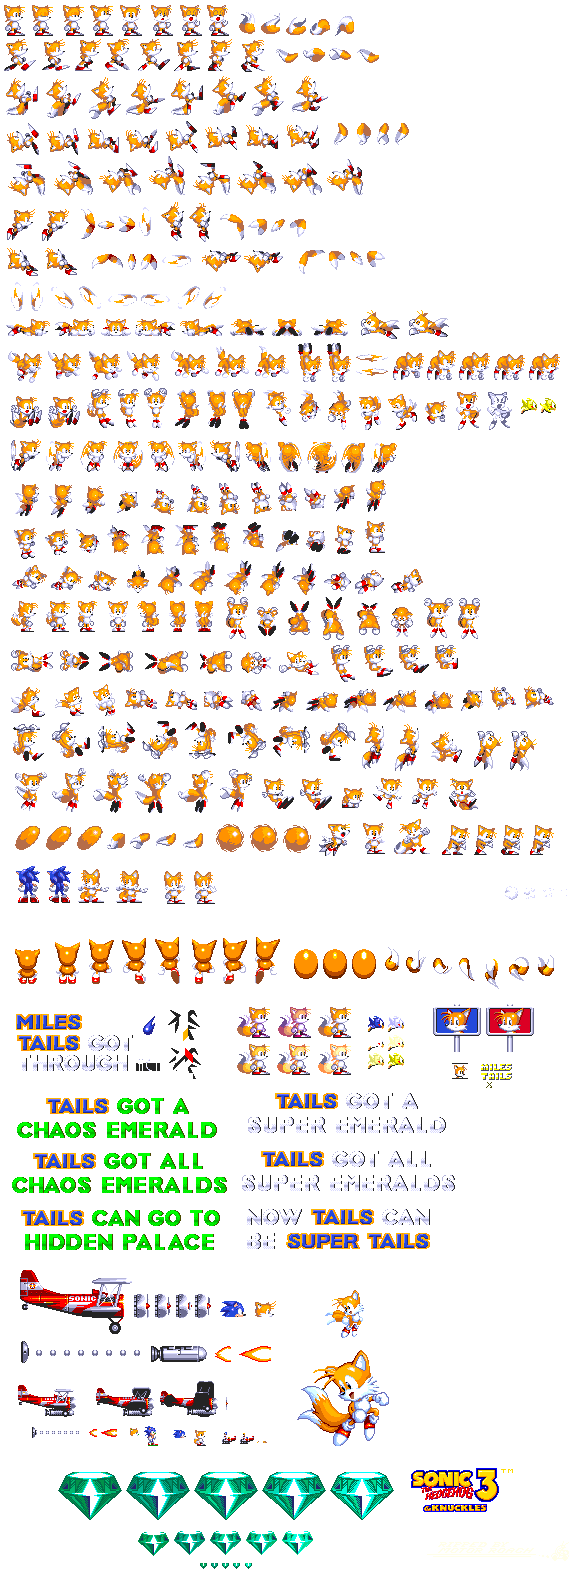 MILES
TAILS GOT
THROUGH
MILES
TAILS
TAILS GOT A
CHAOS EMERALD
TAILS GOT A
SUPER EMERALD
TAILS GOT ALL
CHAOS EMERALDS
TAILS GOT ALL
SUPER EMERALDS
TAILS CAN GO TO
HIDDEN PALACE
NOW TAILS CAN
BE SUPER TAILS
SONIC
SONIC
THE HEDGEHOG 3
& KNUCKLES
TM